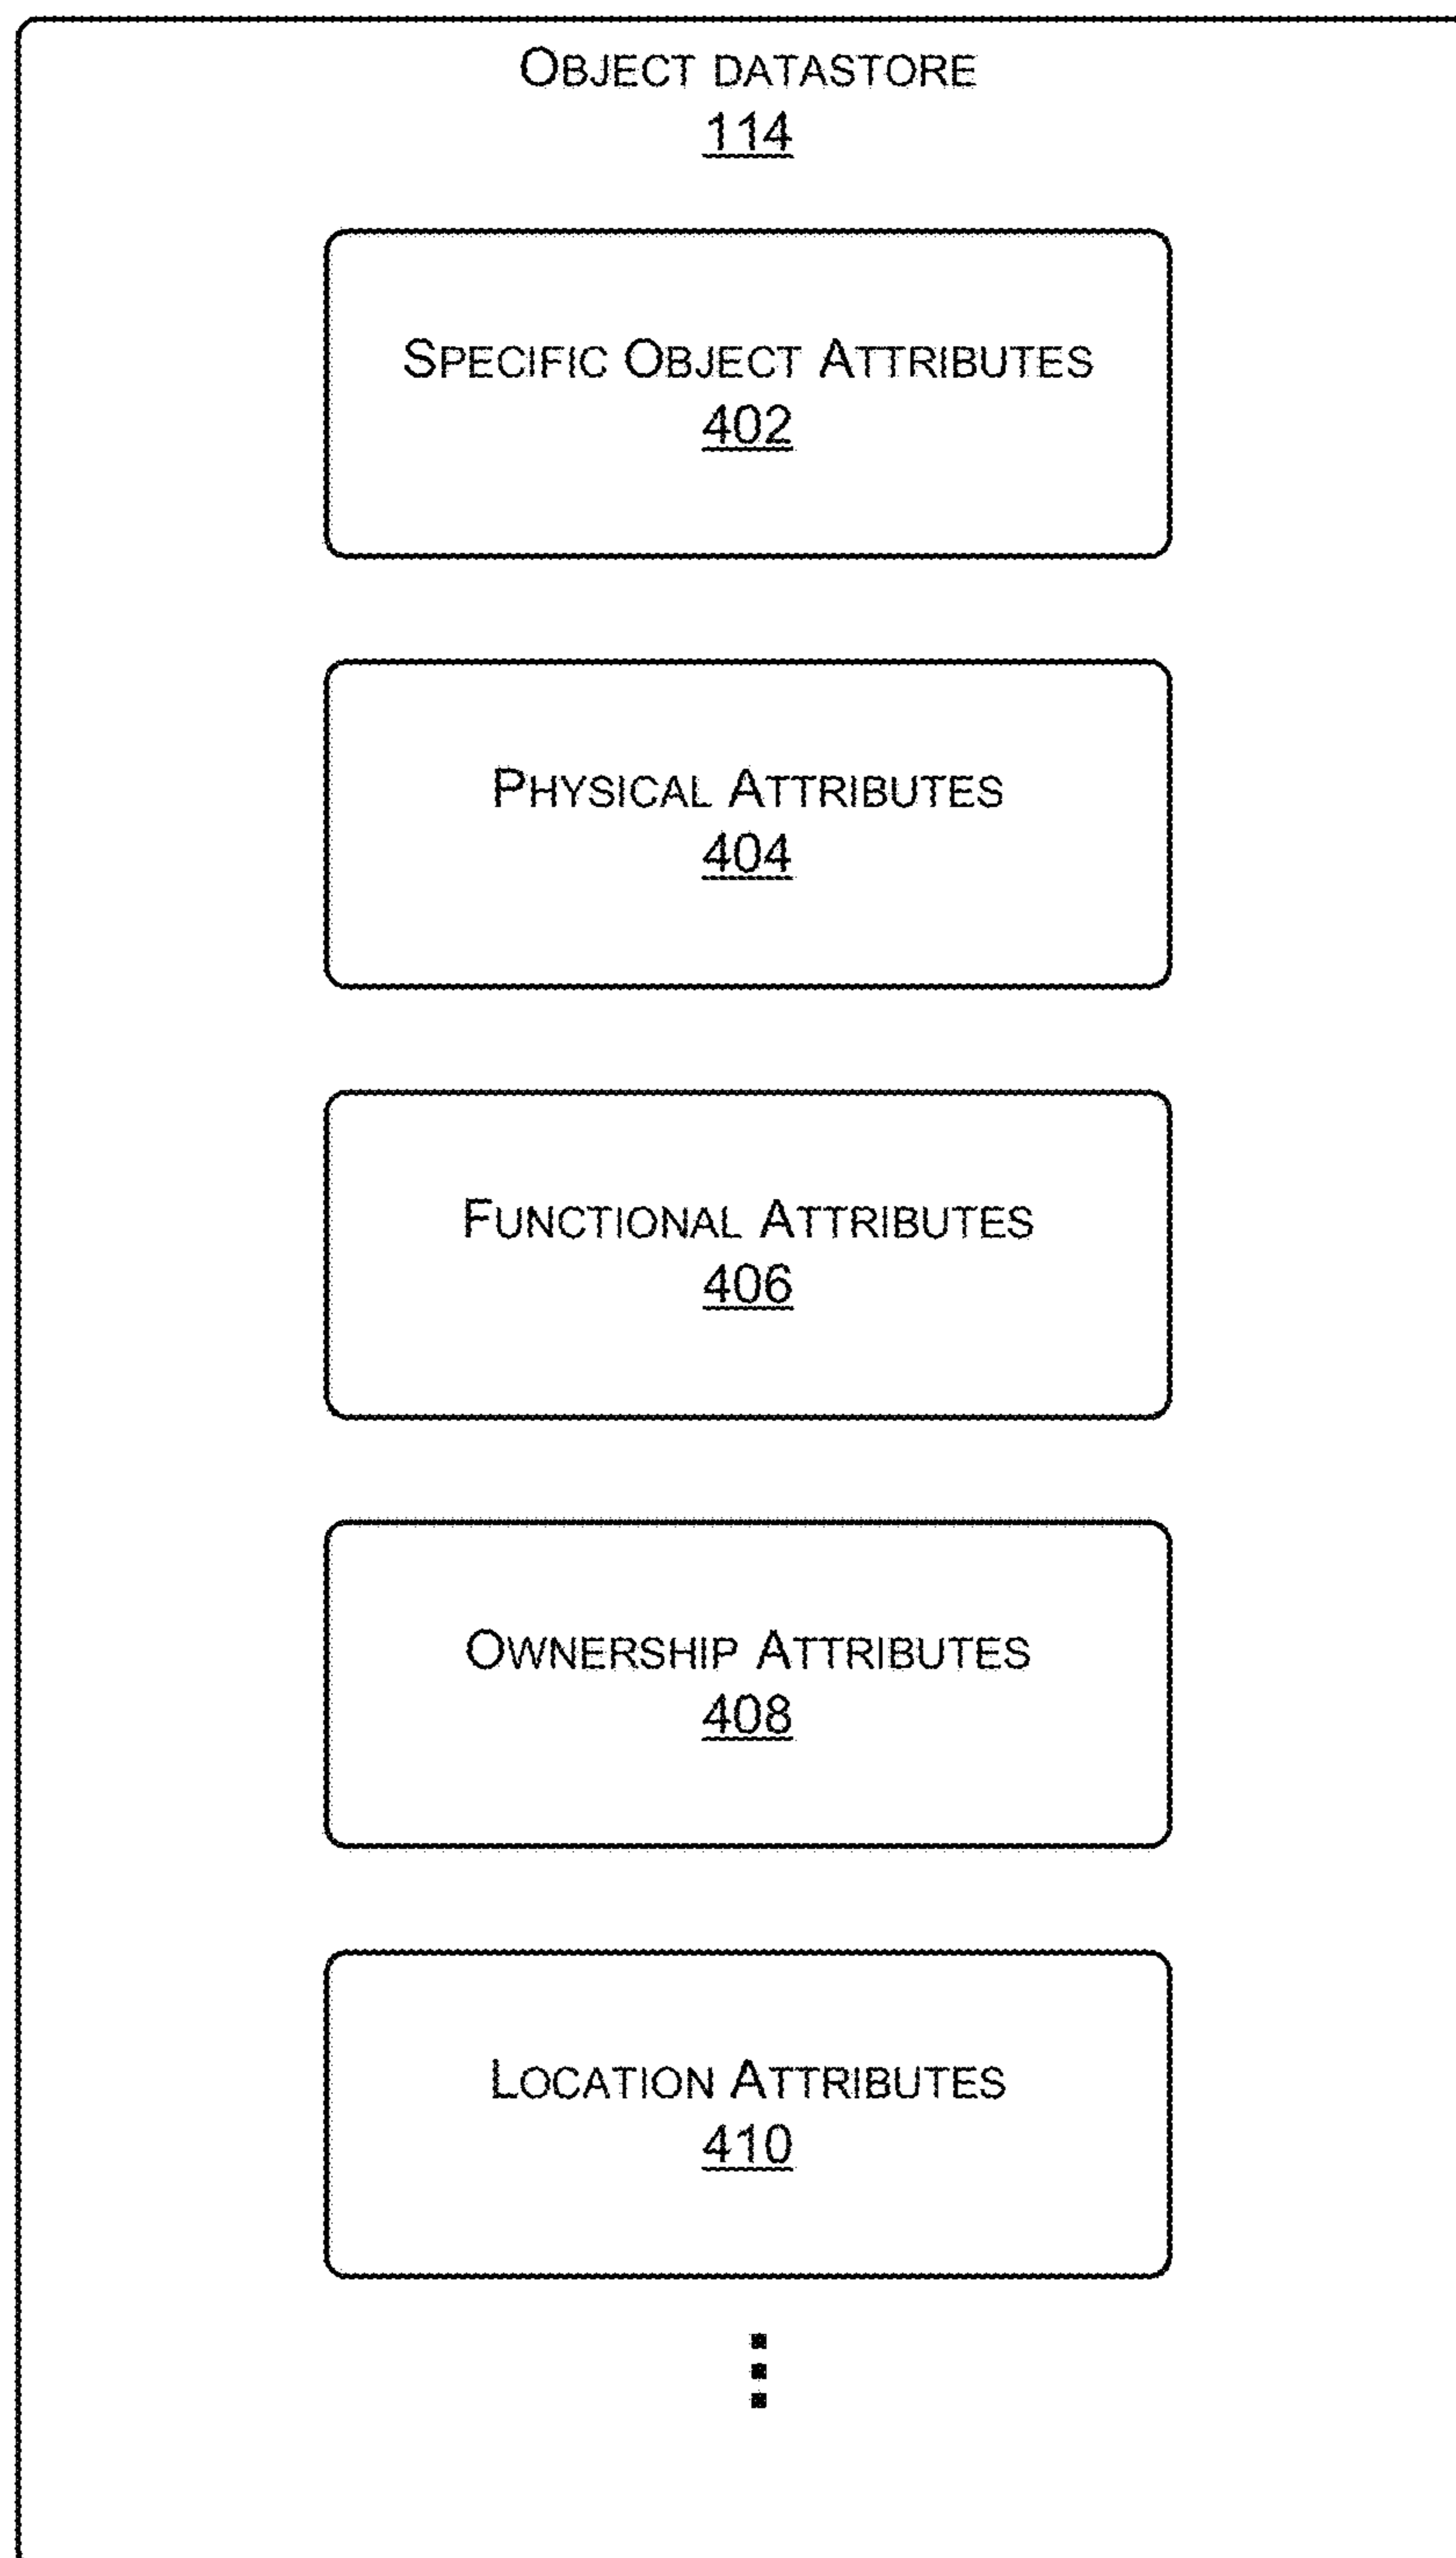 OBJECT DATASTORE
114
SPECIFIC OBJECT ATTRIBUTES
402
PHYSICAL ATTRIBUTES
404
FUNCTIONAL ATTRIBUTES
406
OWNERSHIP ATTRIBUTES
408
LOCATION ATTRIBUTES
410